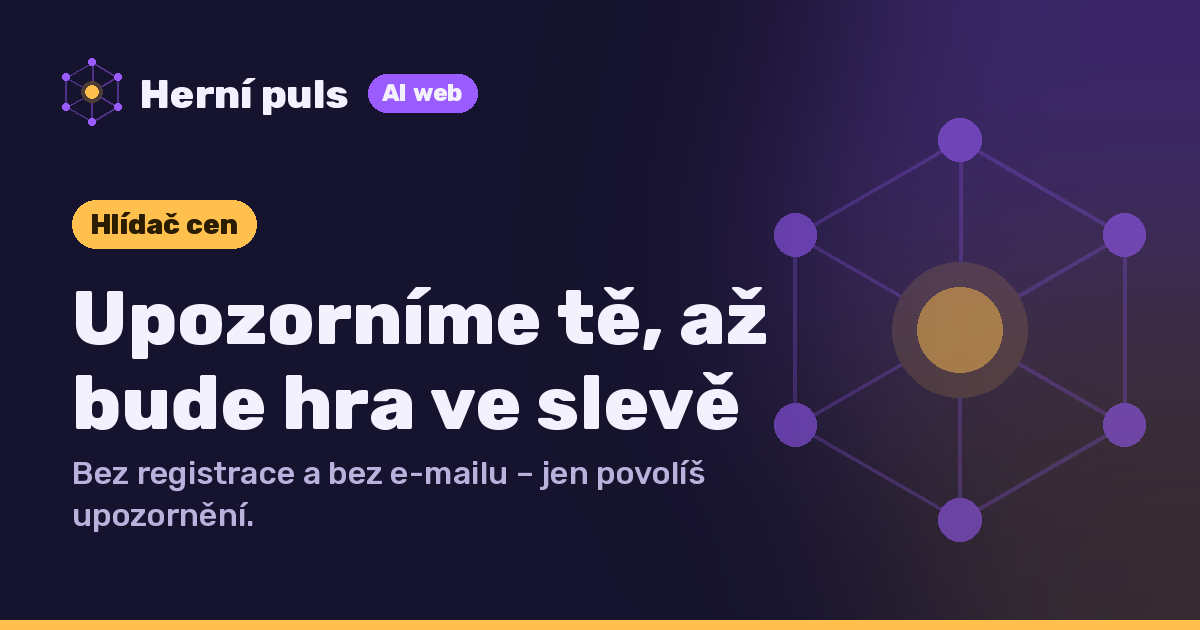 Herní puls AI web
Hlídač cen
Upozorníme tě, až
bude hra ve slevě
Bez registrace a bez e-mailu – jen povolíš
upozornění.